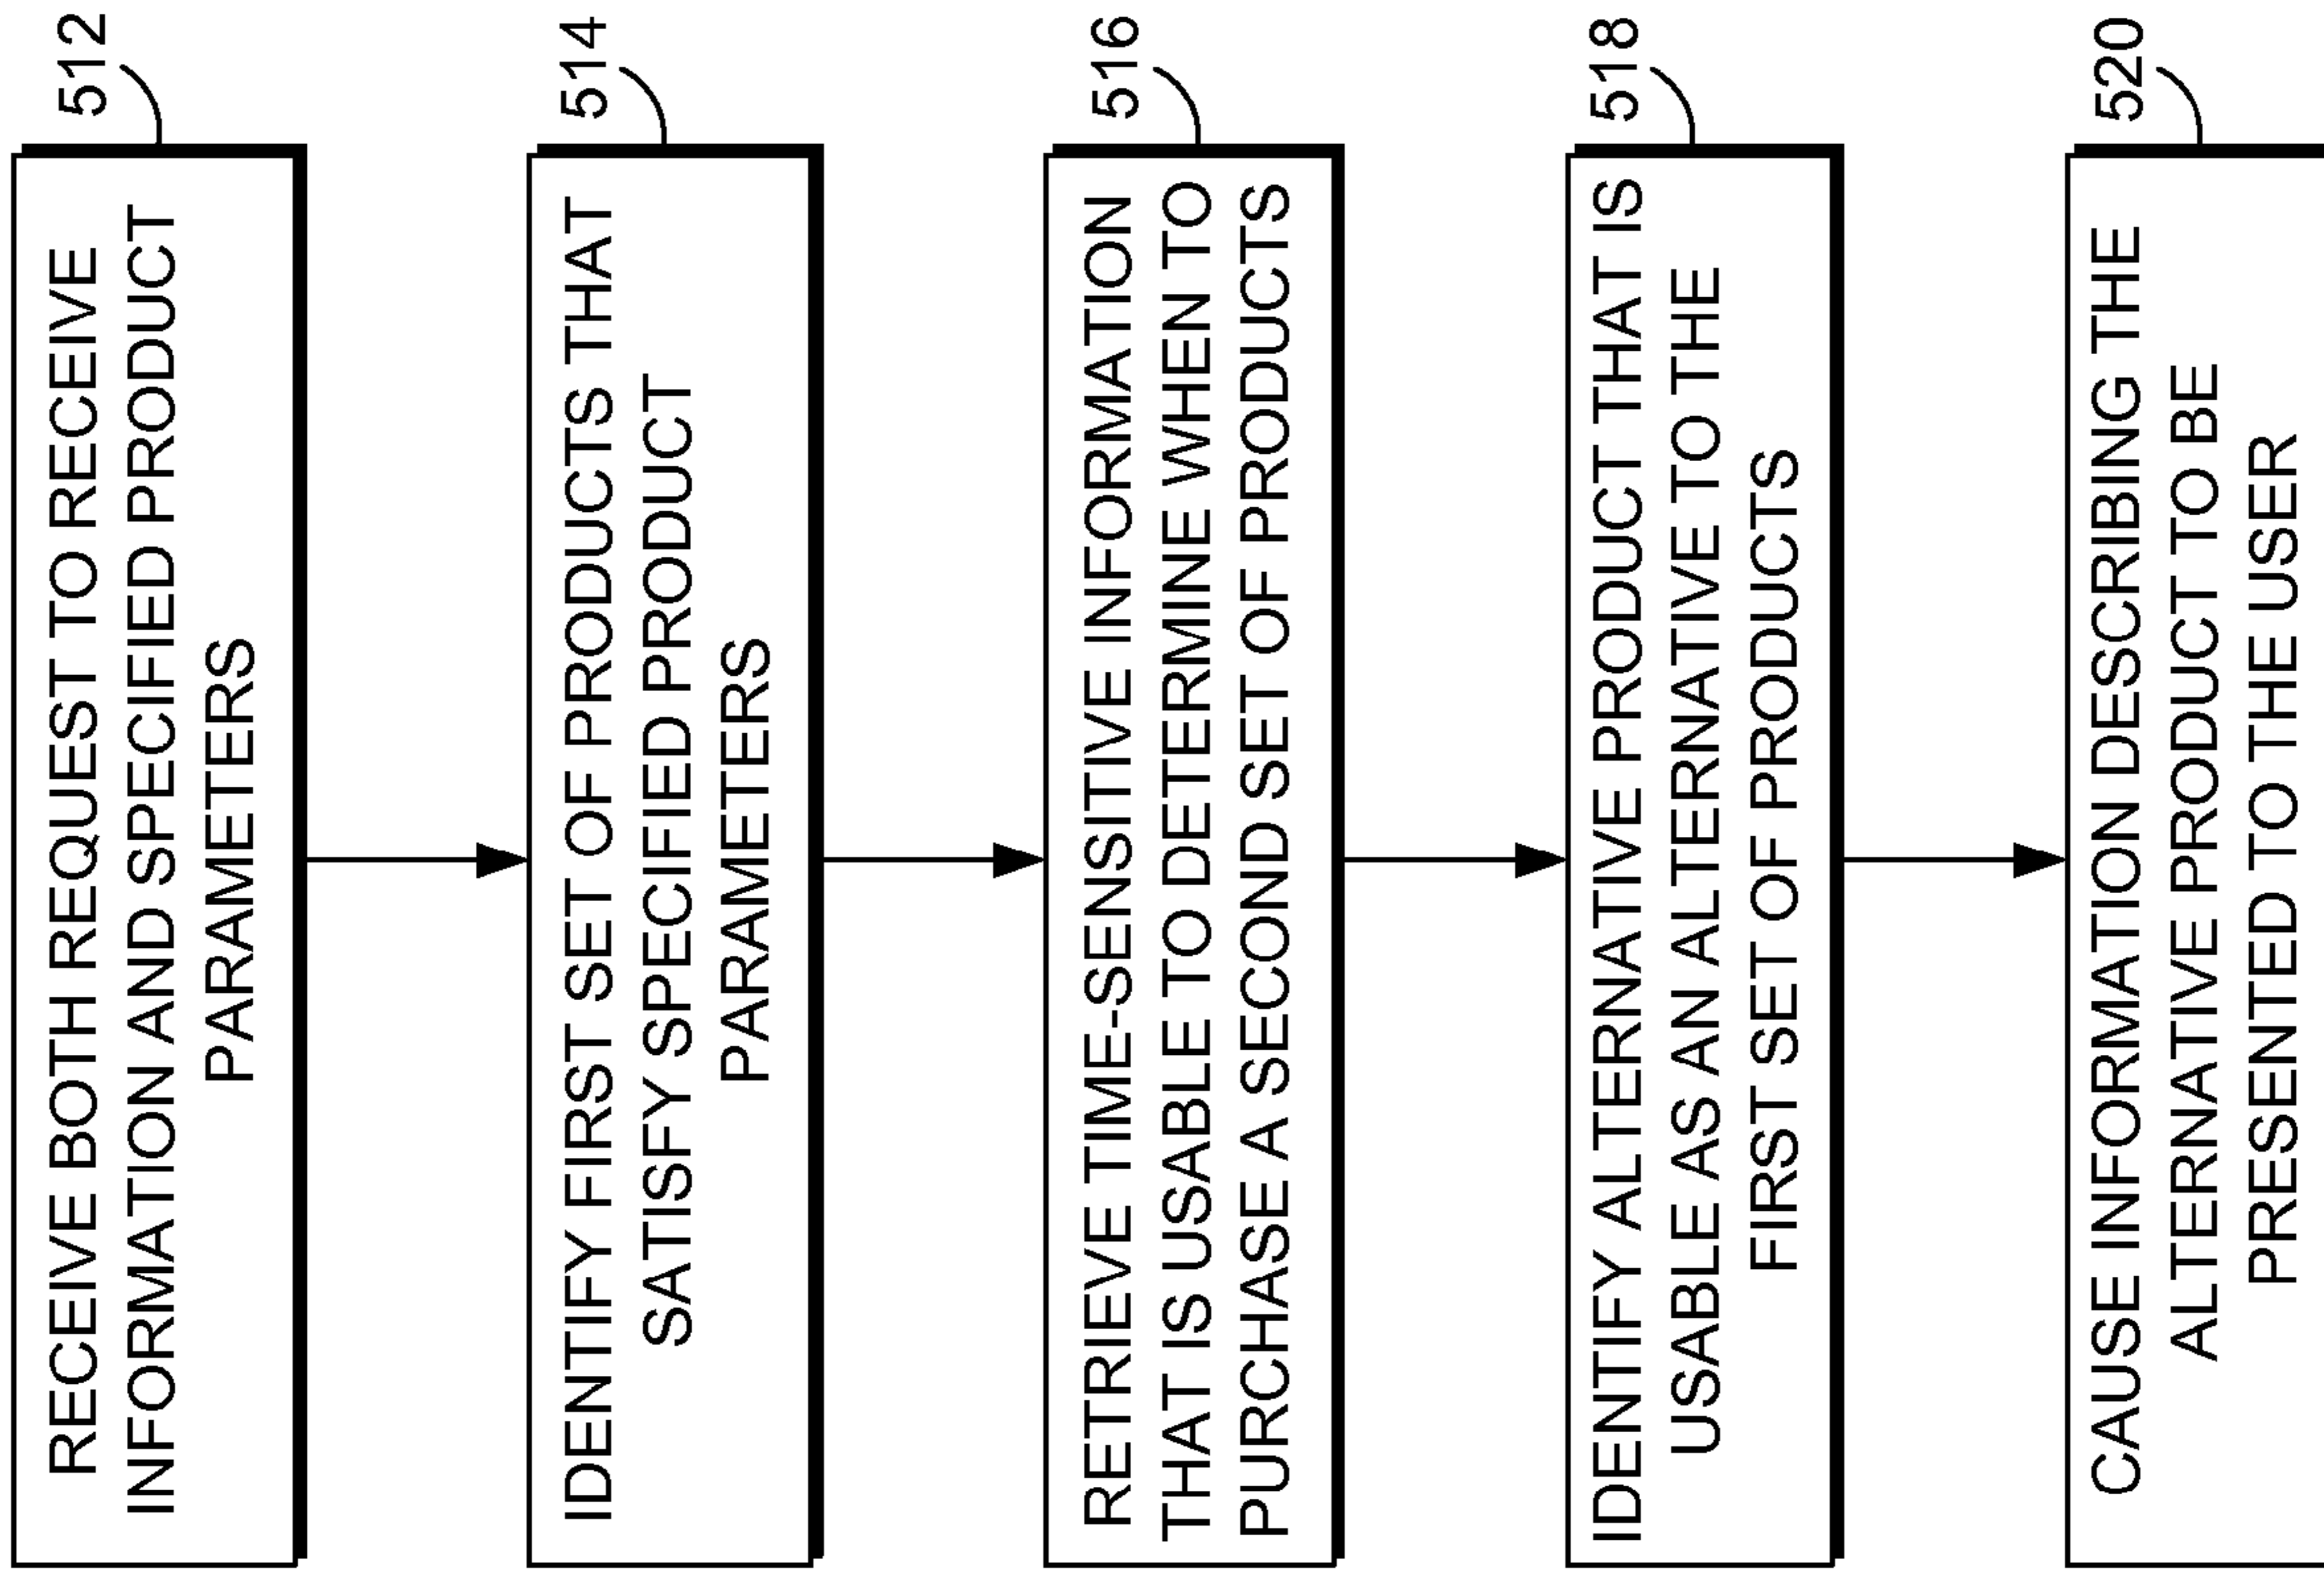 512
RECEIVE BOTH REQUEST TO RECEIVE
INFORMATION AND SPECIFIED PRODUCT
PARAMETERS
514
IDENTIFY FIRST SET OF PRODUCTS THAT
SATISFY SPECIFIED PRODUCT
PARAMETERS
516
RETRIEVE TIME-SENSITIVE INFORMATION
THAT IS USABLE TO DETERMINE WHEN TO
PURCHASE A SECOND SET OF PRODUCTS
518
IDENTIFY ALTERNATIVE PRODUCT THAT IS
USABLE AS AN ALTERNATIVE TO THE
FIRST SET OF PRODUCTS
520
CAUSE INFORMATION DESCRIBING THE
ALTERNATIVE PRODUCT TO BE
PRESENTED TO THE USER